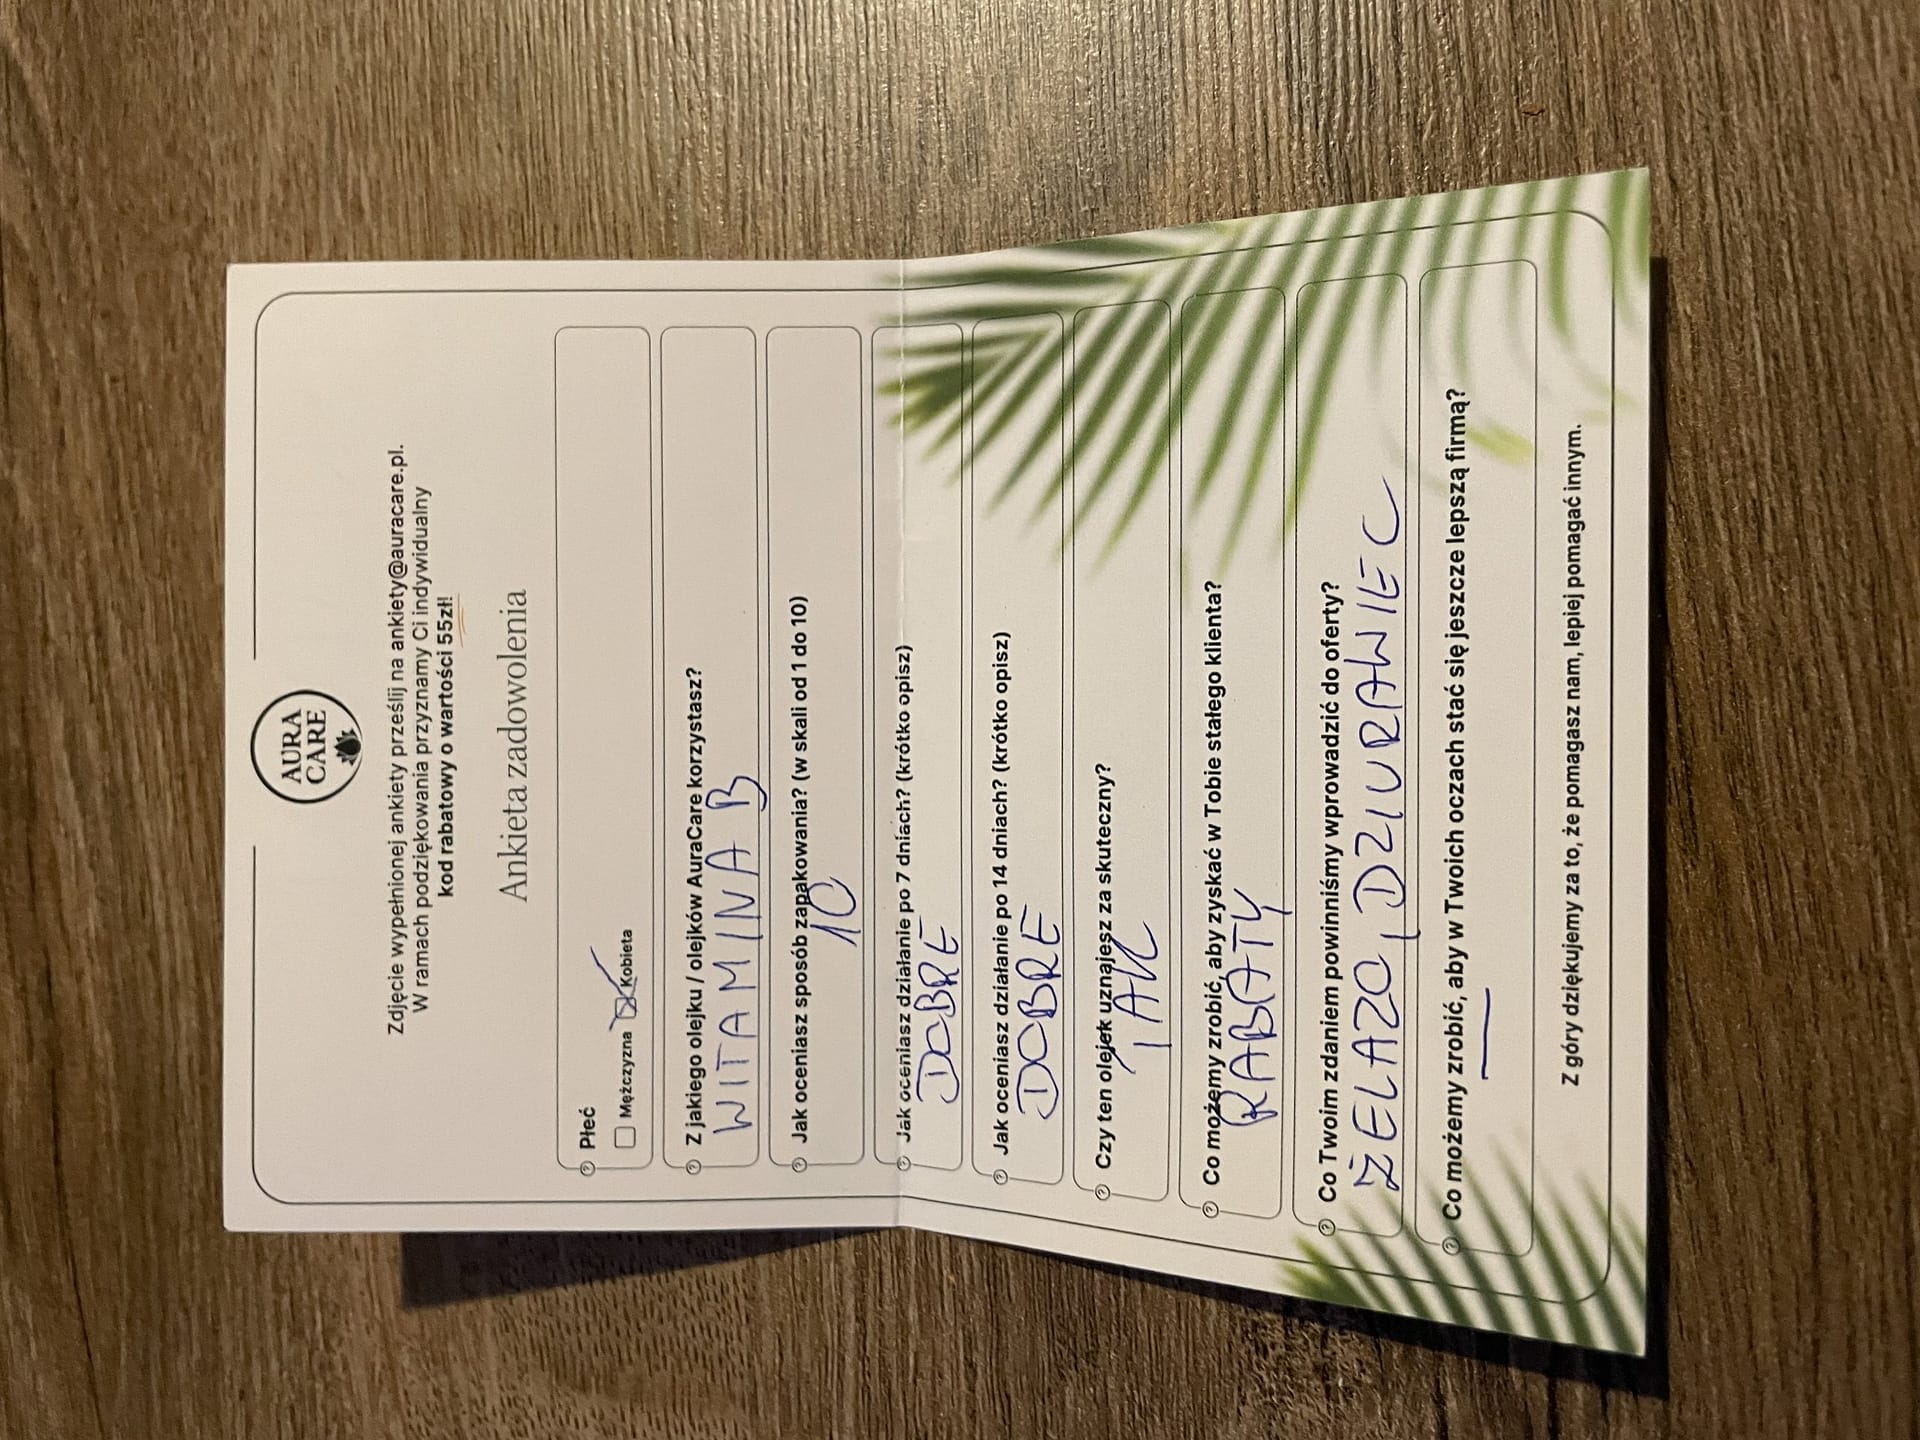 AURA
CARE
Zdjęcie wypełnionej ankiety prześlij na ankiety@auracare.pl.
W ramach podziękowania przyznamy Ci indywidualny
kod rabatowy o wartości 55zł!
Ankieta zadowolenia
? Płeć
Mężczyzna Kobieta
? Z jakiego olejku / olejków AuraCare korzystasz?
WITAMINA B
? Jak oceniasz sposób zapakowania? (w skali od 1 do 10)
10
? Jak oceniasz działanie po 7 dniach? (krótko opisz)
DOBRE
? Jak oceniasz działanie po 14 dniach? (krótko opisz)
DOBRE
? Czy ten olejek uznajesz za skuteczny?
TAK
? Co możemy zrobić, aby zyskać w Tobie stałego klienta?
RABATY
? Co Twoim zdaniem powinniśmy wprowadzić do oferty?
ŻELAZO, DZIURAWIEC
? Co możemy zrobić, aby w Twoich oczach stać się jeszcze lepszą firmą?
—
Z góry dziękujemy za to, że pomagasz nam, lepiej pomagać innym.